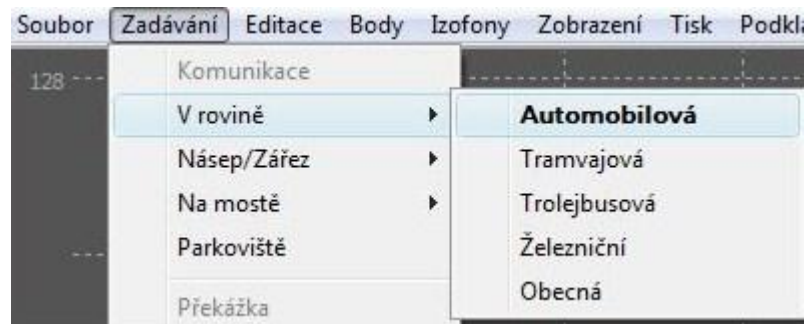 Soubor Zadávání Editace Body Izofony Zobrazení Tisk
128
Komunikace
V rovině
Násep/Zářez
Na mostě
Parkoviště
Překážka
Automobilová
Tramvajová
Trolejbusová
Železniční
Obecná